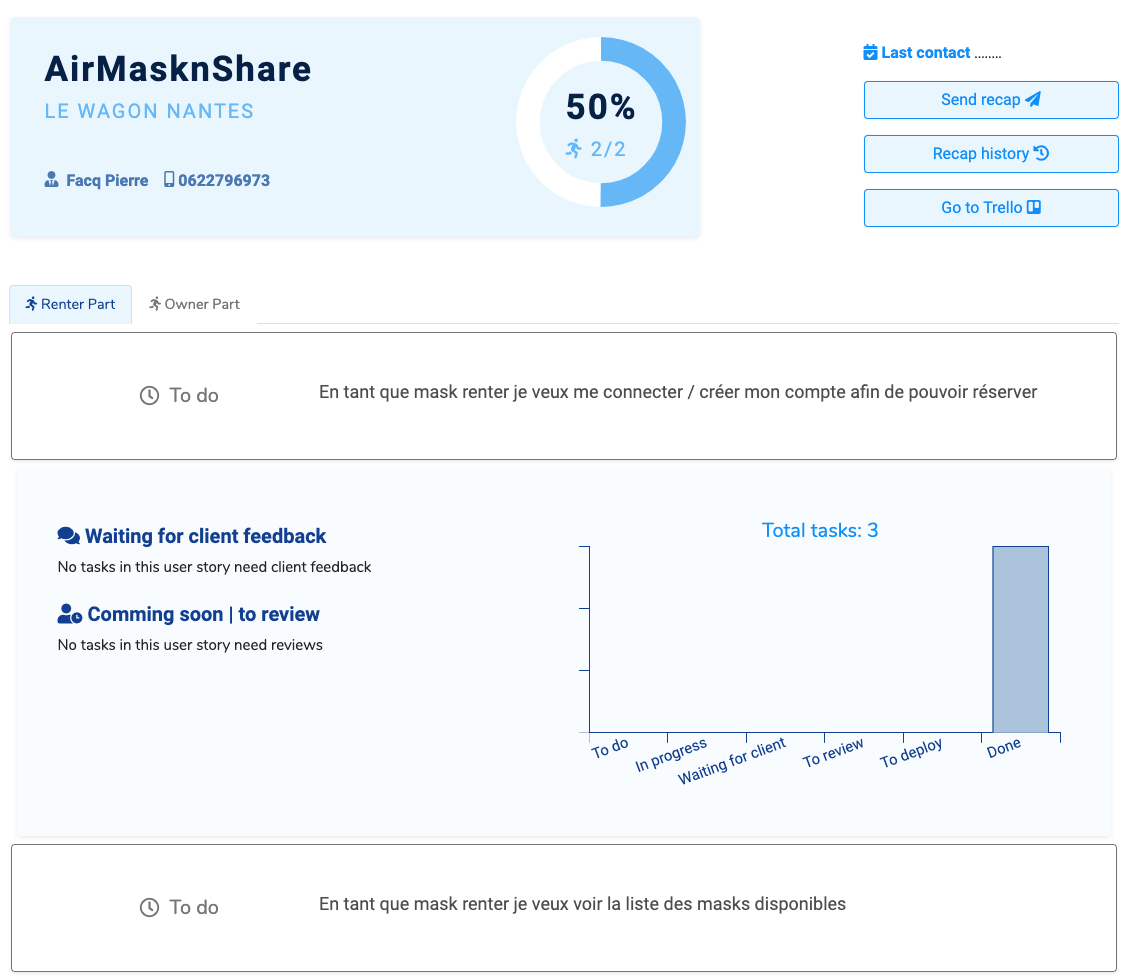 AirMasknShare
LE WAGON NANTES
50%
2/2
Facq Pierre 0622796973
Last contact ........
Send recap
Recap history
Go to Trello
Renter Part
Owner Part
To do
En tant que mask renter je veux me connecter / créer mon compte afin de pouvoir réserver
Waiting for client feedback
No tasks in this user story need client feedback
Comming soon | to review
No tasks in this user story need reviews
Total tasks: 3
To do
In progress
Waiting for client
To review
To deploy
Done
To do
En tant que mask renter je veux voir la liste des masks disponibles